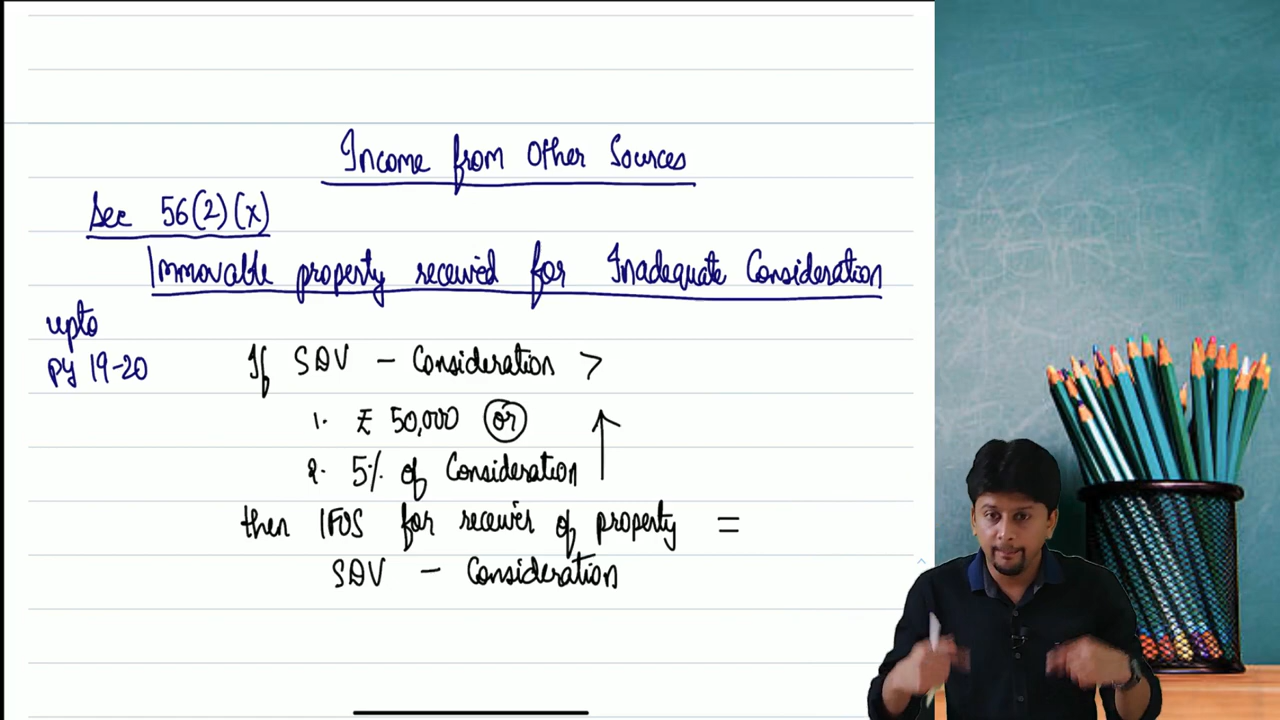 Income from Other Sources
Sec 56(2)(x)
Immovable property received for Inadequate Consideration
upto
PY 19-20
If SDV - Consideration >
1. ₹ 50,000 or
2. 5% of Consideration
then IFOS for receiver of property =
SDV - Consideration